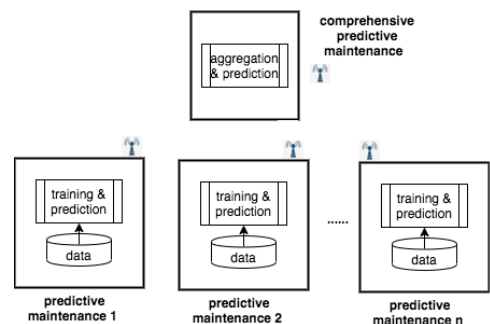 comprehensive
predictive
maintenance
aggregation
& prediction
training &
prediction
data
predictive
maintenance 1
training &
prediction
data
predictive
maintenance 2
......
training &
prediction
data
predictive
maintenance n